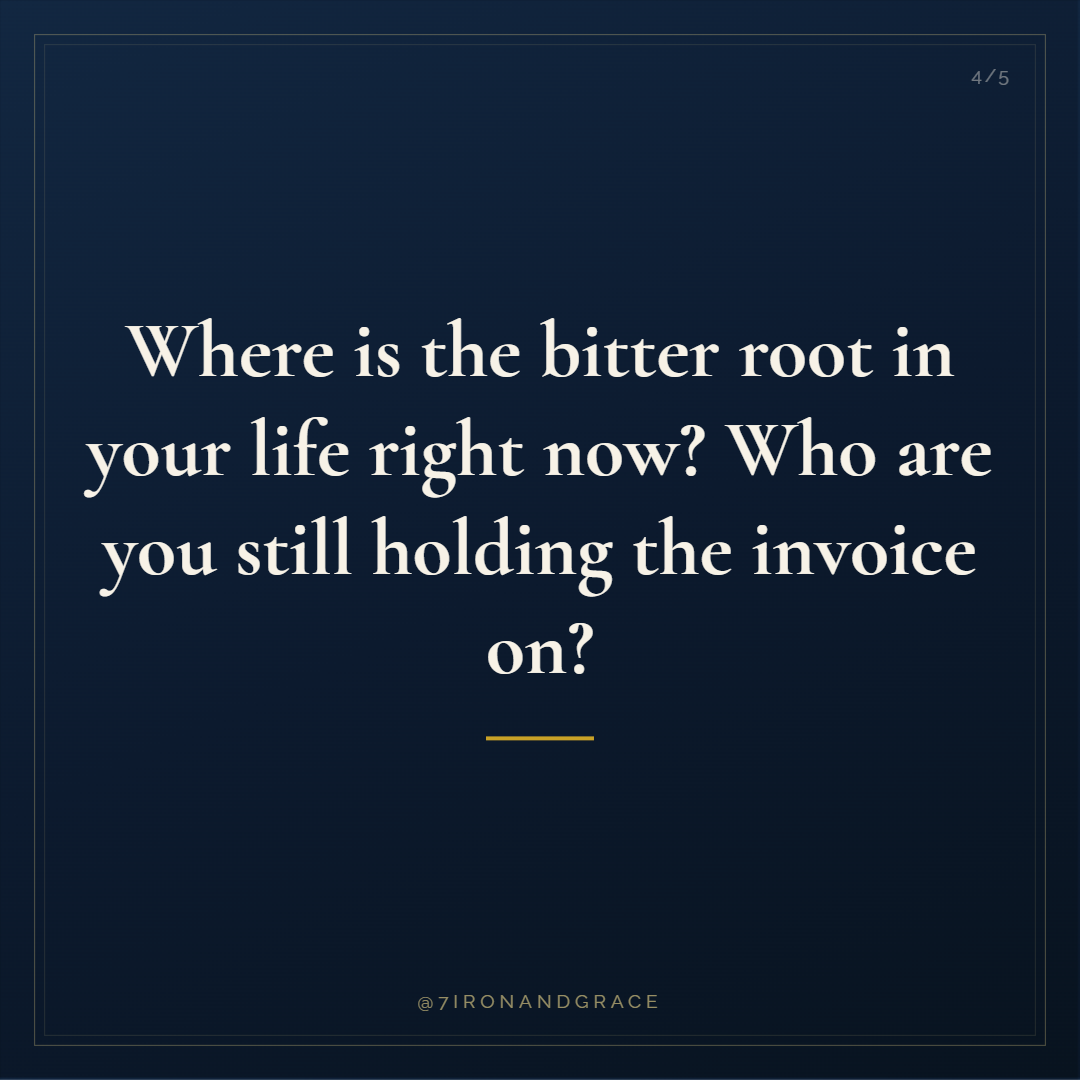 4/5
Where is the bitter root in
your life right now? Who are
you still holding the invoice
on?
@7IRONANDGRACE